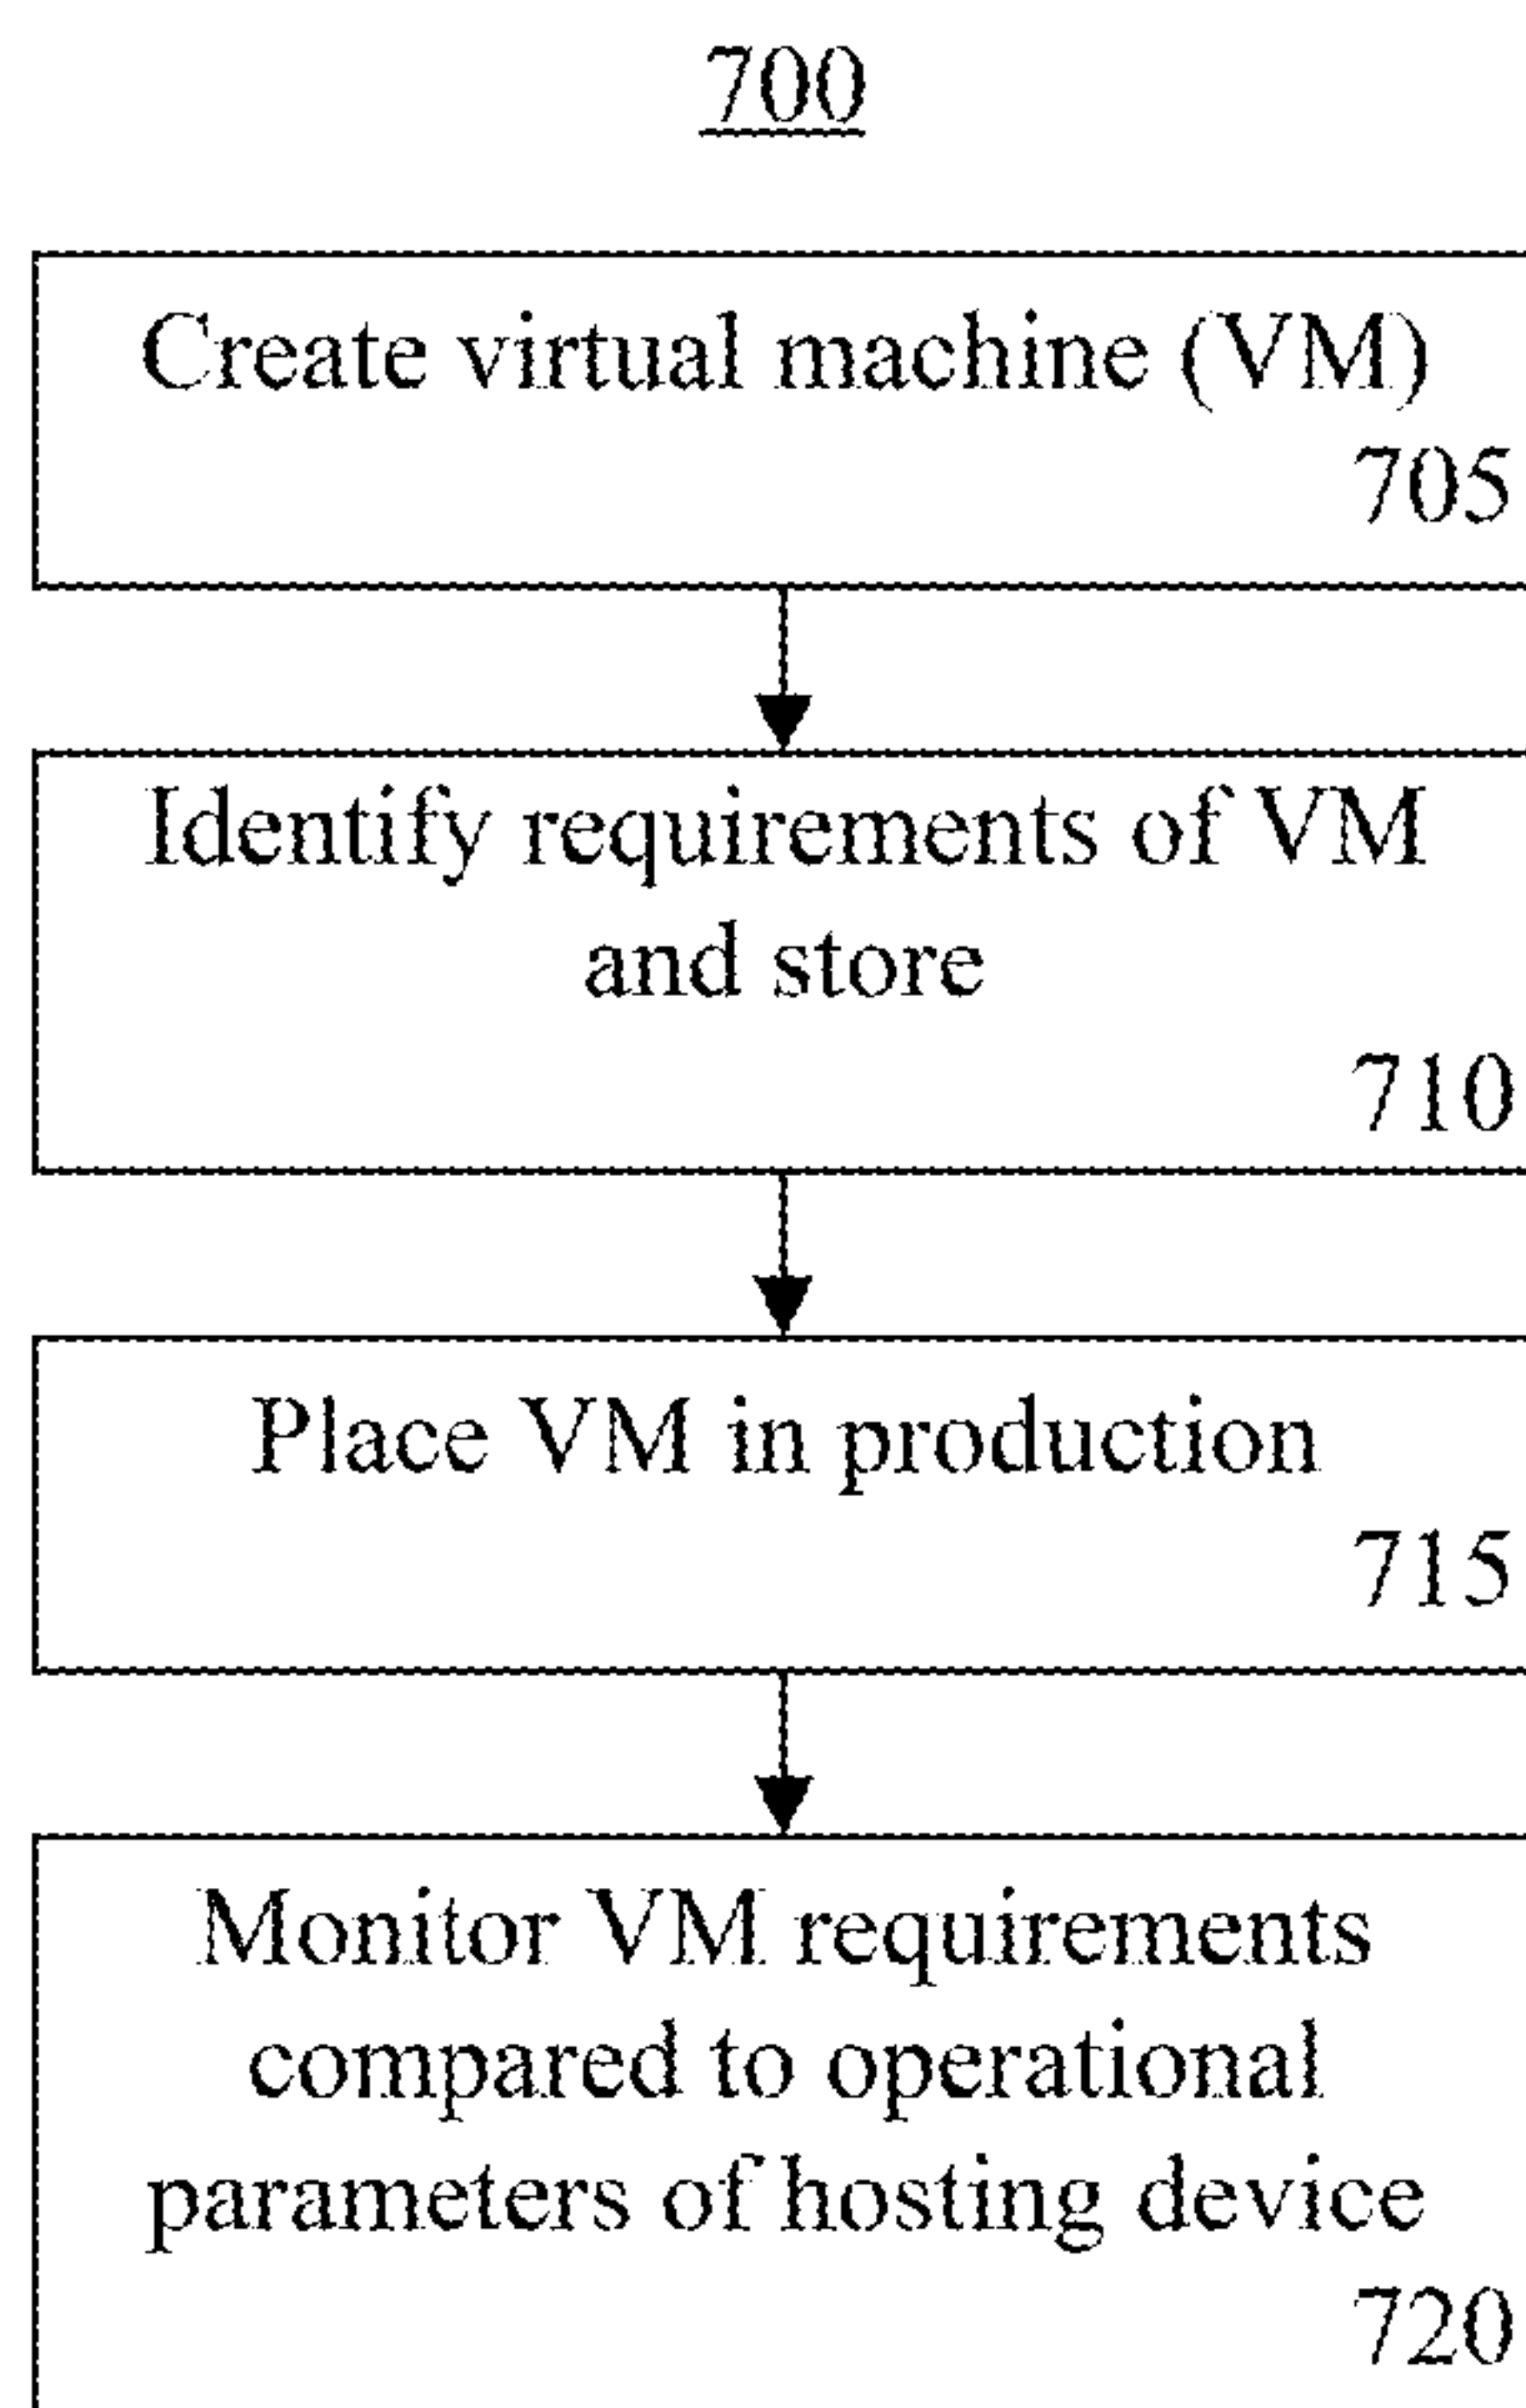 700
Create virtual machine (VM)
705
Identify requirements of VM
and store
710
Place VM in production
715
Monitor VM requirements
compared to operational
parameters of hosting device
720